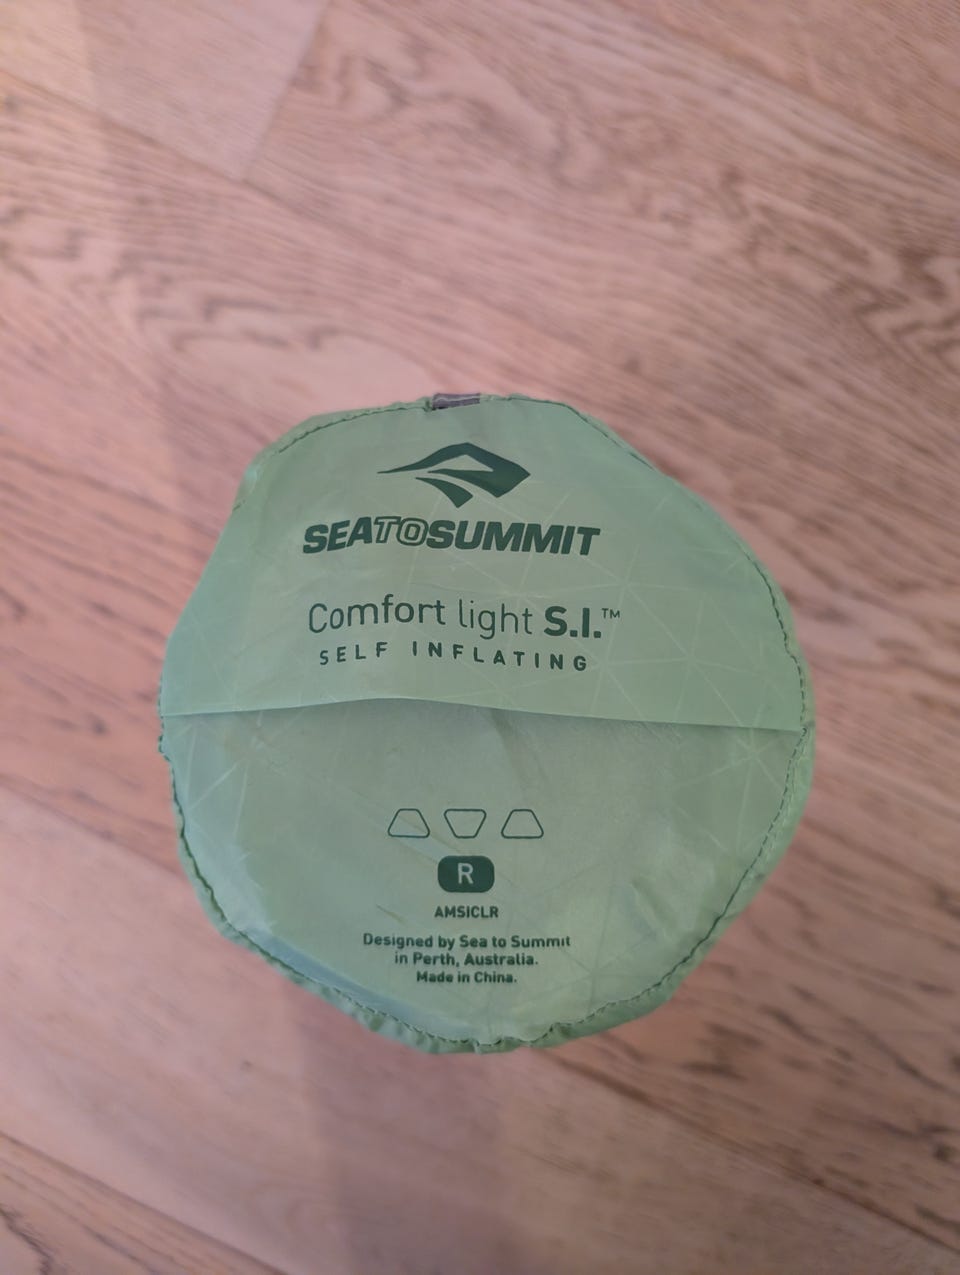 SEATOSUMMIT
Comfort light S.I.™
SELF INFLATING
R
AMSICLR
Designed by Sea to Summit
in Perth, Australia.
Made in China.